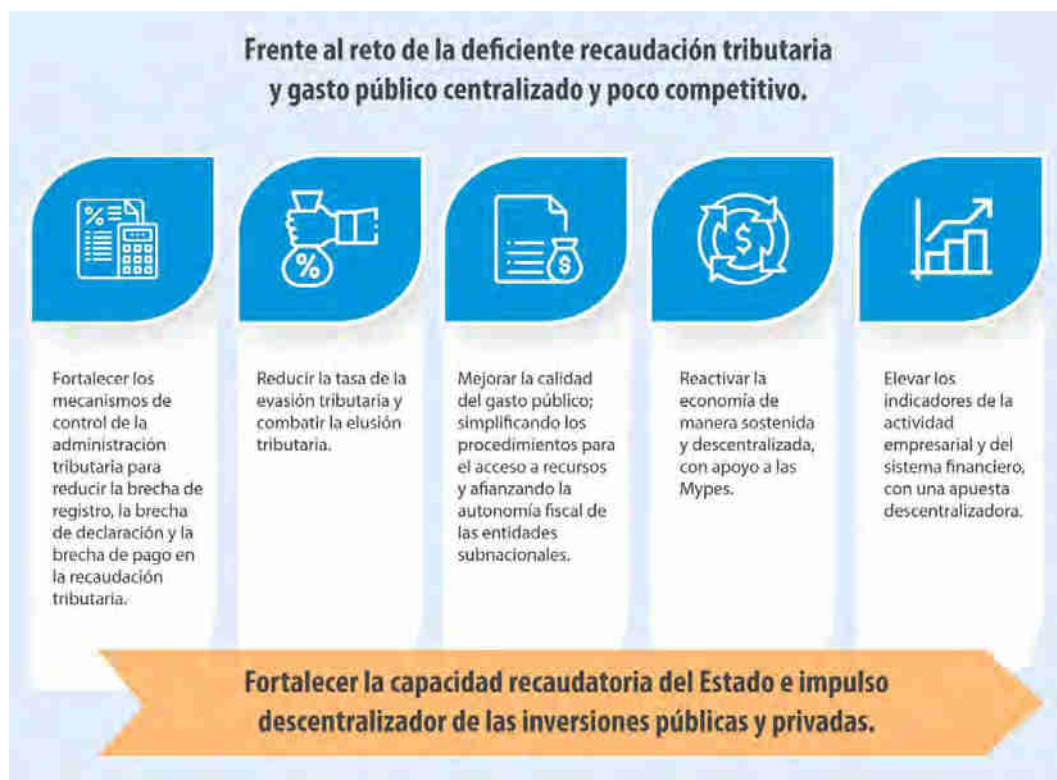 Frente al reto de la deficiente recaudación tributaria
y gasto público centralizado y poco competitivo.
Fortalecer los
mecanismos de
control de la
administración
tributaria para
reducir la brecha de
registro, la brecha
de declaración y la
brecha de pago en
la recaudación
tributaria.
Reducir la tasa de la
evasión tributaria y
combatir la elusión
tributaria.
Mejorar la calidad
del gasto público;
simplificando los
procedimientos para
el acceso a recursos
y afianzando la
autonomía fiscal de
las entidades
subnacionales.
Reactivar la
economía de
manera sostenida
y descentralizada,
con apoyo a las
Mypes.
Elevar los
indicadores de la
actividad
empresarial y del
sistema financiero,
con una apuesta
descentralizadora.
Fortalecer la capacidad recaudatoria del Estado e impulso
descentralizador de las inversiones públicas y privadas.